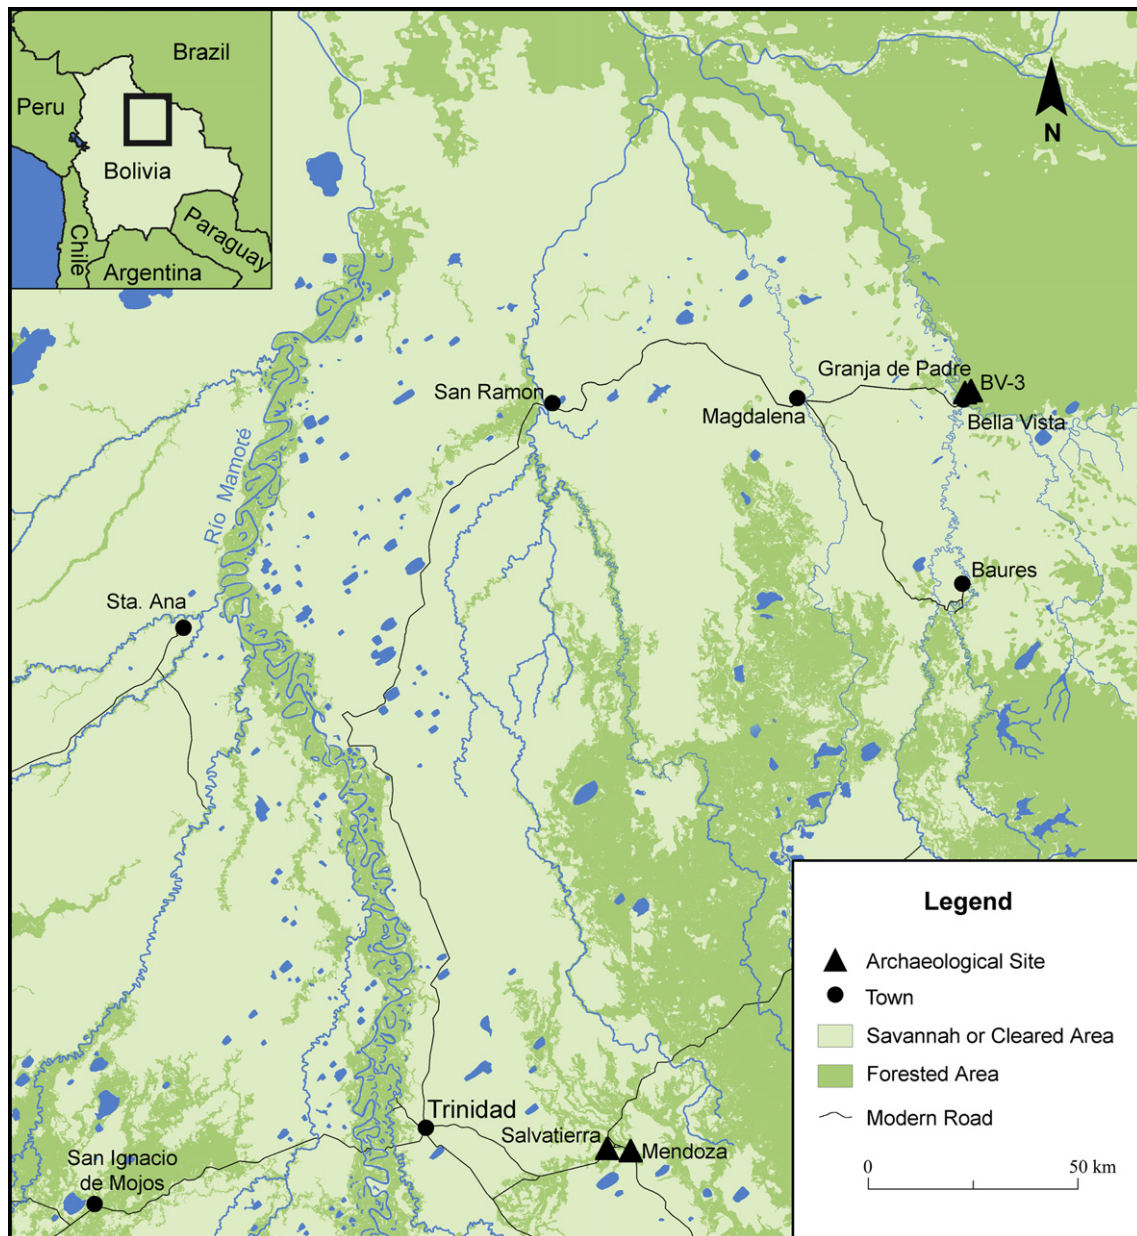 Brazil
Peru
Bolivia
Chile
Paraguay
Argentina
N
Granja de Padre
BV-3
San Ramon
Magdalena
Bella Vista
Río Mamoré
Baures
Sta. Ana
Trinidad
Salvatierra
Mendoza
San Ignacio
de Mojos
Legend
Archaeological Site
Town
Savannah or Cleared Area
Forested Area
Modern Road
0 50 km